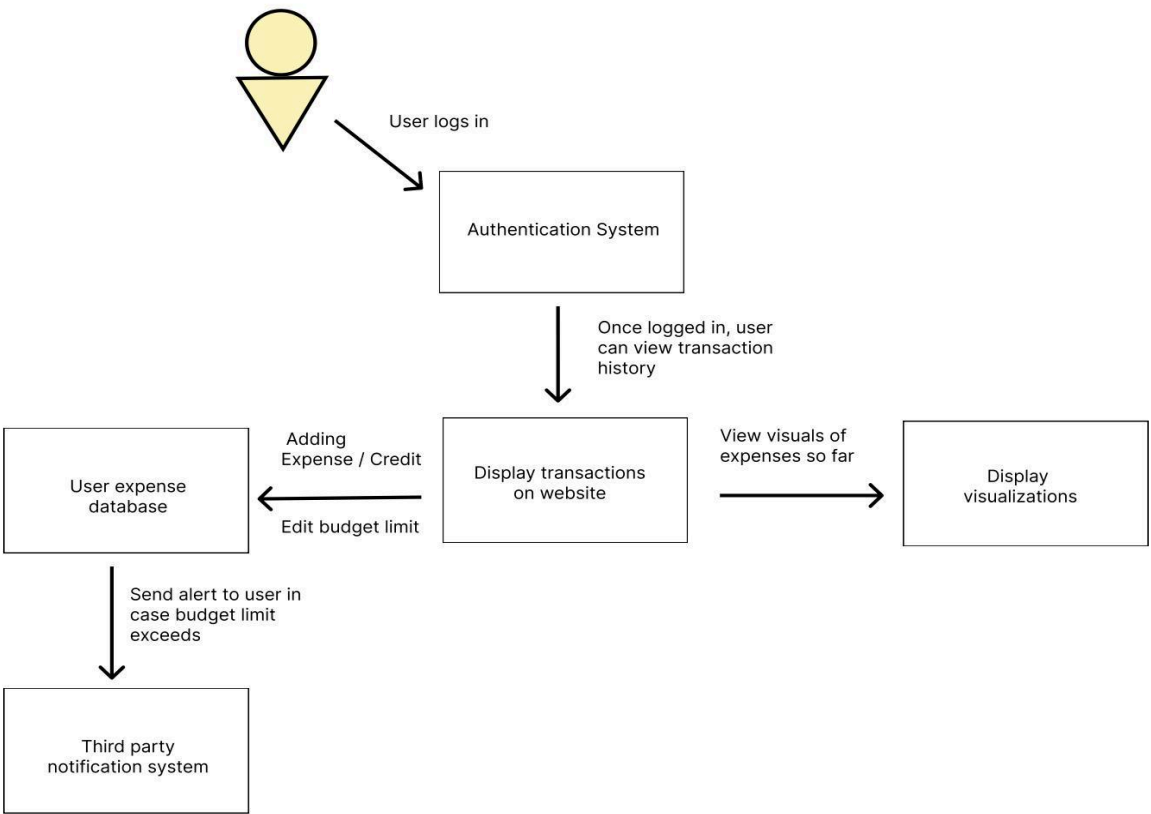 User logs in
Authentication System
Once logged in, user
can view transaction
history
Adding
Expense / Credit
Edit budget limit
User expense
database
Display transactions
on website
View visuals of
expenses so far
Display
visualizations
Send alert to user in
case budget limit
exceeds
Third party
notification system